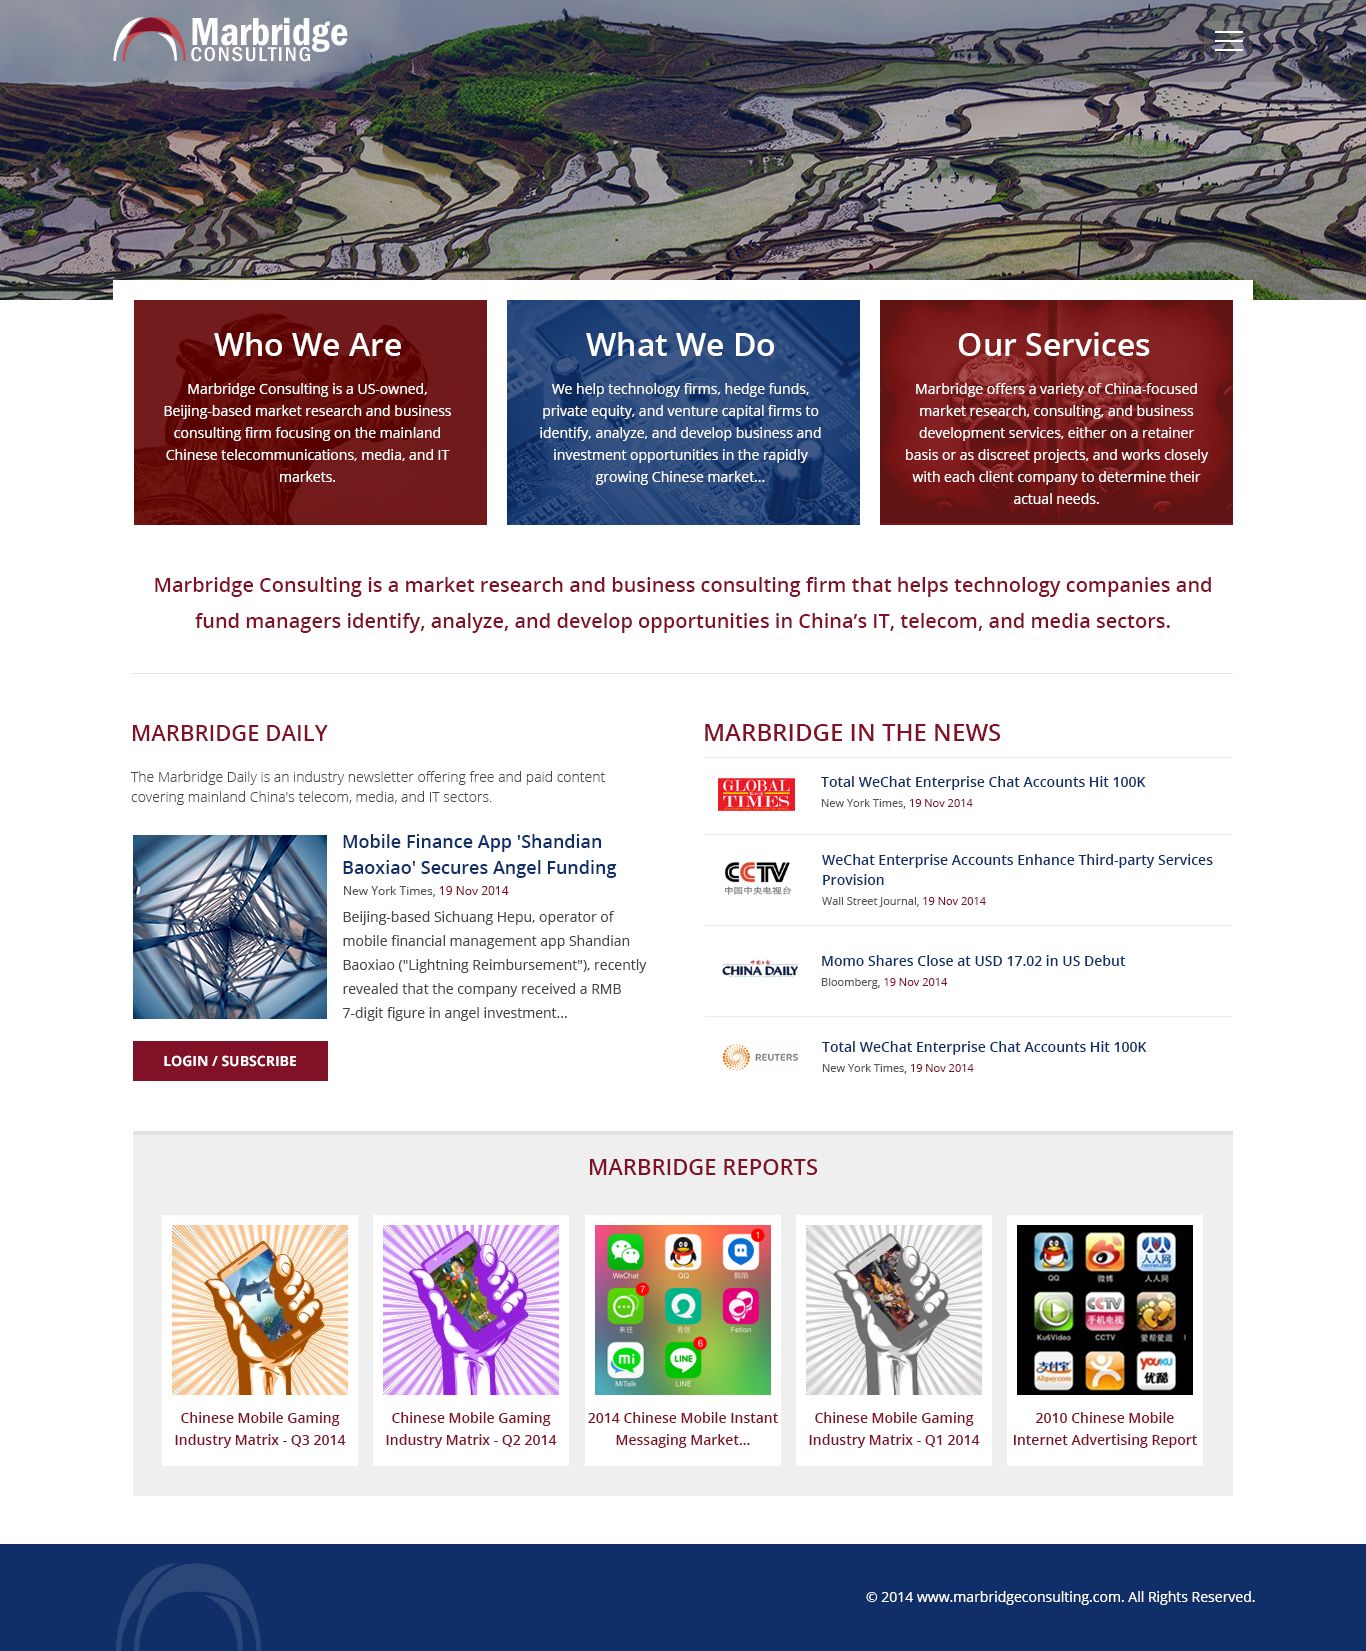 Marbridge
CONSULTING
Who We Are
Marbridge Consulting is a US-owned,
Beijing-based market research and business
consulting firm focusing on the mainland
Chinese telecommunications, media, and IT
markets.
What We Do
We help technology firms, hedge funds,
private equity, and venture capital firms to
identify, analyze, and develop business and
investment opportunities in the rapidly
growing Chinese market...
Our Services
Marbridge offers a variety of China-focused
market research, consulting, and business
development services, either on a retainer
basis or as discreet projects, and works closely
with each client company to determine their
actual needs.
Marbridge Consulting is a market research and business consulting firm that helps technology companies and
fund managers identify, analyze, and develop opportunities in China’s IT, telecom, and media sectors.
MARBRIDGE DAILY
The Marbridge Daily is an industry newsletter offering free and paid content
covering mainland China's telecom, media, and IT sectors.
Mobile Finance App 'Shandian
Baoxiao' Secures Angel Funding
New York Times, 19 Nov 2014
Beijing-based Sichuang Hepu, operator of
mobile financial management app Shandian
Baoxiao ("Lightning Reimbursement"), recently
revealed that the company received a RMB
7-digit figure in angel investment...
LOGIN / SUBSCRIBE
MARBRIDGE IN THE NEWS
GLOBAL
TIMES
Total WeChat Enterprise Chat Accounts Hit 100K
New York Times, 19 Nov 2014
CCTV
中国中央电视台
WeChat Enterprise Accounts Enhance Third-party Services
Provision
Wall Street Journal, 19 Nov 2014
CHINA DAILY
Momo Shares Close at USD 17.02 in US Debut
Bloomberg, 19 Nov 2014
REUTERS
Total WeChat Enterprise Chat Accounts Hit 100K
New York Times, 19 Nov 2014
MARBRIDGE REPORTS
Chinese Mobile Gaming
Industry Matrix - Q3 2014
Chinese Mobile Gaming
Industry Matrix - Q2 2014
1
WeChat QQ 陌陌
7
来往 易信 Fetion
6
mi
LINE
MiTalk LINE
2014 Chinese Mobile Instant
Messaging Market...
Chinese Mobile Gaming
Industry Matrix - Q1 2014
人人网
renren.com
QQ 微博 人人网
CCTV
手机电视
Ku6Video CCTV 爱帮爱逛
支付宝
Alipay.com
YOUKU
优酷
2010 Chinese Mobile
Internet Advertising Report
© 2014 www.marbridgeconsulting.com. All Rights Reserved.